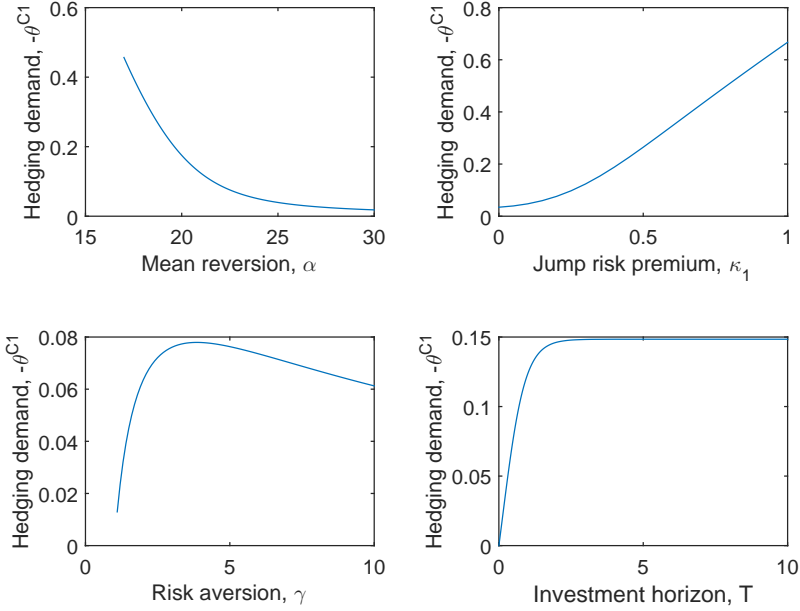 Hedging demand, -θ^C1
0.6
0.4
0.2
0
15 20 25 30
Mean reversion, α
Hedging demand, -θ^C1
0.8
0.6
0.4
0.2
0
0 0.5 1
Jump risk premium, κ_1
Hedging demand, -θ^C1
0.08
0.06
0.04
0.02
0
0 5 10
Risk aversion, γ
Hedging demand, -θ^C1
0.15
0.1
0.05
0
0 5 10
Investment horizon, T